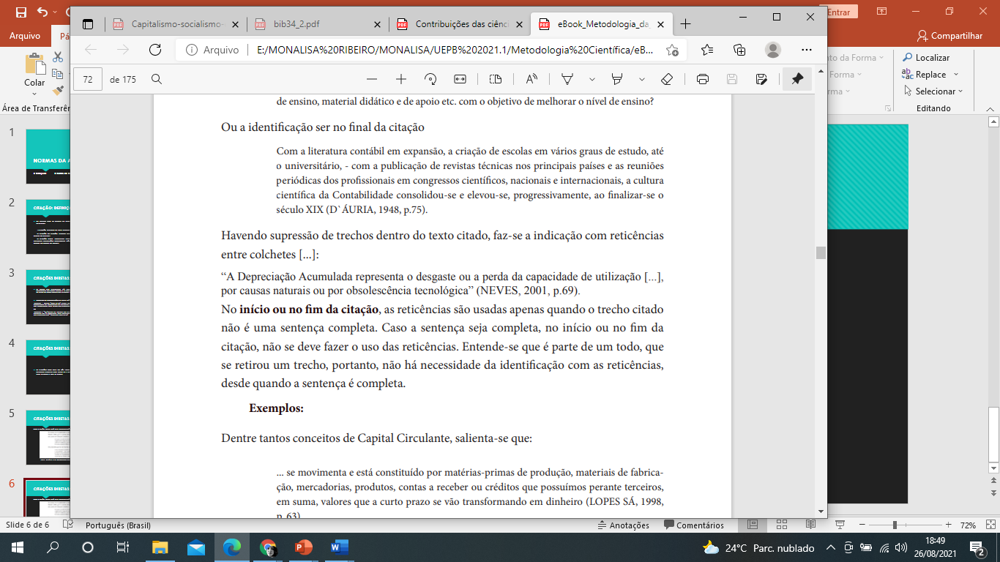 Entrar
Arquivo
Pá
Compartilhar
Colar
Área de Transferên
to da Forma
Forma
rma
Localizar
Replace
Selecionar
Editando
Capitalismo-socialismo-
bib34_2.pdf
Contribuições das ciênci
eBook_Metodologia_da_
Arquivo
E:/MONALISA%20RIBEIRO/MONALISA/UEPB%202021.1/Metodologia%20Científica/eB...
72
de 175
de ensino, material didático e de apoio etc. com o objetivo de melhorar o nível de ensino?
Ou a identificação ser no final da citação
Com a literatura contábil em expansão, a criação de escolas em vários graus de estudo, até
o universitário, - com a publicação de revistas técnicas nos principais países e as reuniões
periódicas dos profissionais em congressos científicos, nacionais e internacionais, a cultura
científica da Contabilidade consolidou-se e elevou-se, progressivamente, ao finalizar-se o
século XIX (D`ÁURIA, 1948, p.75).
Havendo supressão de trechos dentro do texto citado, faz-se a indicação com reticências
entre colchetes [...]:
“A Depreciação Acumulada representa o desgaste ou a perda da capacidade de utilização [...],
por causas naturais ou por obsolescência tecnológica” (NEVES, 2001, p.69).
No início ou no fim da citação, as reticências são usadas apenas quando o trecho citado
não é uma sentença completa. Caso a sentença seja completa, no início ou no fim da
citação, não se deve fazer o uso das reticências. Entende-se que é parte de um todo, que
se retirou um trecho, portanto, não há necessidade da identificação com as reticências,
desde quando a sentença é completa.
Exemplos:
Dentre tantos conceitos de Capital Circulante, salienta-se que:
... se movimenta e está constituído por matérias-primas de produção, materiais de fabrica-
ção, mercadorias, produtos, contas a receber ou créditos que possuímos perante terceiros,
em suma, valores que a curto prazo se vão transformando em dinheiro (LOPES SÁ, 1998,
p. 63)
1
NORMAS DA A
2
CITAÇÃO: DEFINIÇ
3
CITAÇÕES DIRETAS
4
CITAÇÕES DIRETAS
5
CITAÇÕES DIRETAS
6
CITAÇÕES DIRETAS
Slide 6 de 6
Português (Brasil)
Anotações
Comentários
72%
24°C Parc. nublado
18:49
26/08/2021
2